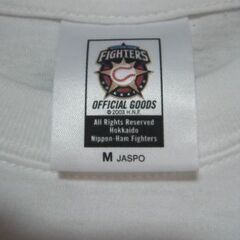 FIGHTERS
OFFICIAL GOODS
© 2003 H.N.F.
All Rights Reserved
Hokkaido
Nippon-Ham Fighters
M JASPO